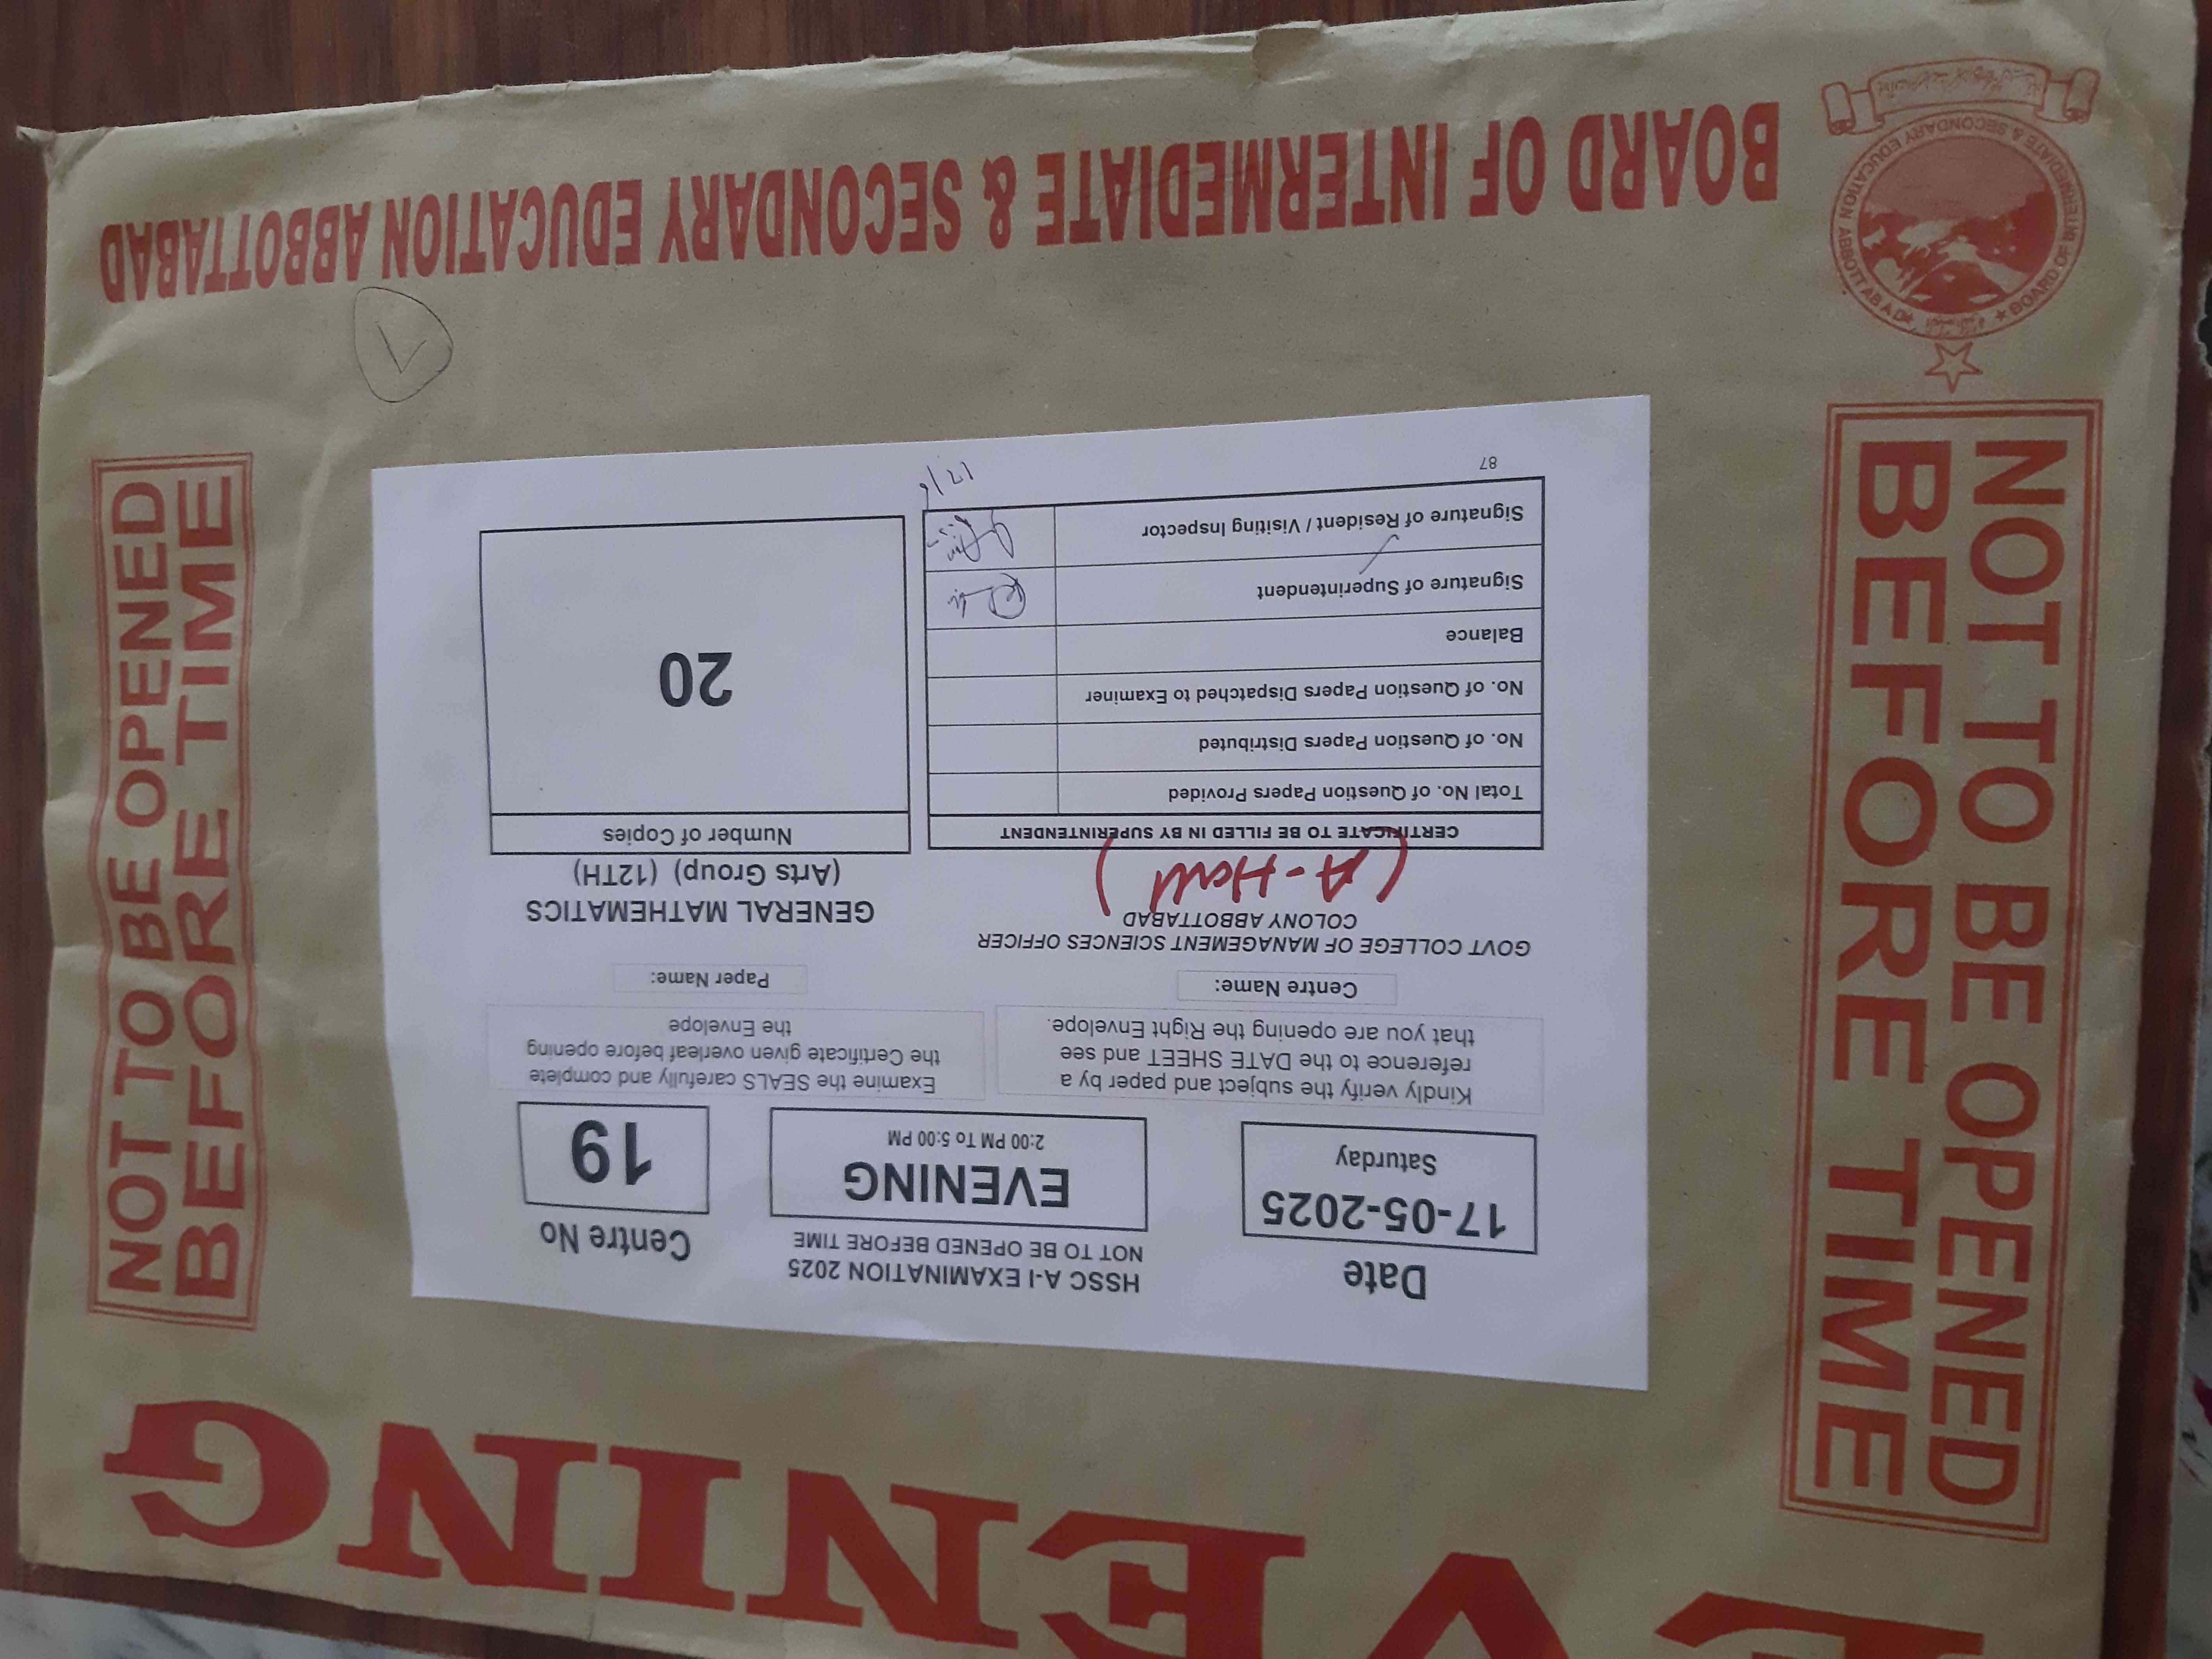 EVENING
HSSC A-I EXAMINATION 2025
NOT TO BE OPENED BEFORE TIME
Date
17-05-2025
Saturday
EVENING
2:00 PM To 5:00 PM
Centre No
19
Kindly verify the subject and paper by a
reference to the DATE SHEET and see
that you are opening the Right Envelope.
Examine the SEALS carefully and complete
the Certificate given overleaf before opening
the Envelope
Centre Name:
GOVT COLLEGE OF MANAGEMENT SCIENCES OFFICER
COLONY ABBOTTABAD
(A-Hall)
Paper Name:
GENERAL MATHEMATICS
(Arts Group) (12TH)
CERTIFICATE TO BE FILLED IN BY SUPERINTENDENT
Total No. of Question Papers Provided
No. of Question Papers Distributed
No. of Question Papers Dispatched to Examiner
Balance
Signature of Superintendent
Signature of Resident / Visiting Inspector
87
Number of Copies
20
NOT TO BE OPENED
BEFORE TIME
NOT TO BE OPENED
BEFORE TIME
BOARD OF INTERMEDIATE & SECONDARY EDUCATION ABBOTTABAD
BOARD OF INTERMEDIATE & SECONDARY EDUCATION ABBOTTABAD